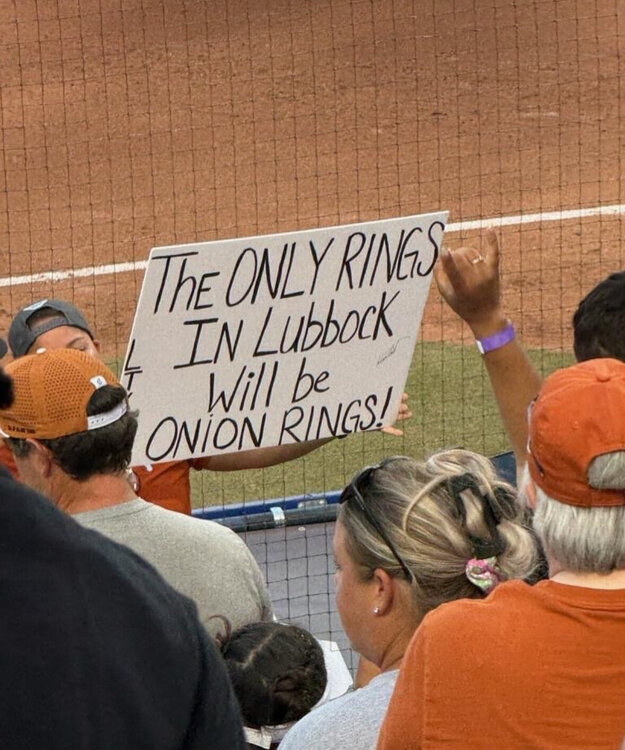 The ONLY RINGS
IN Lubbock
Will be
ONiON RINGS!